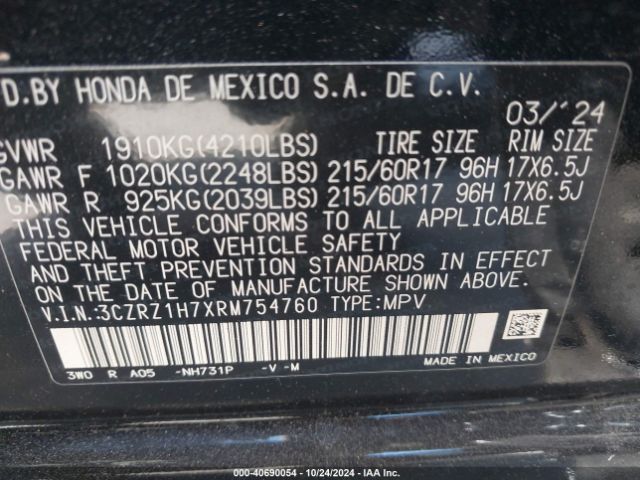 D.BY HONDA DE MEXICO S.A. DE C.V.
03/'24
GVWR 1910KG(4210LBS) TIRE SIZE RIM SIZE
GAWR F 1020KG(2248LBS) 215/60R17 96H 17X6.5J
GAWR R 925KG(2039LBS) 215/60R17 96H 17X6.5J
THIS VEHICLE CONFORMS TO ALL APPLICABLE
FEDERAL MOTOR VEHICLE SAFETY
AND THEFT PREVENTION STANDARDS IN EFFECT
ON THE DATE OF MANUFACTURE SHOWN ABOVE.
V.I.N:3CZRZ1H7XRM754760 TYPE:MPV
MADE IN MEXICO
3W0 R A05 -NH731P -V -M
000-40690054 - 10/24/2024 - IAA Inc.